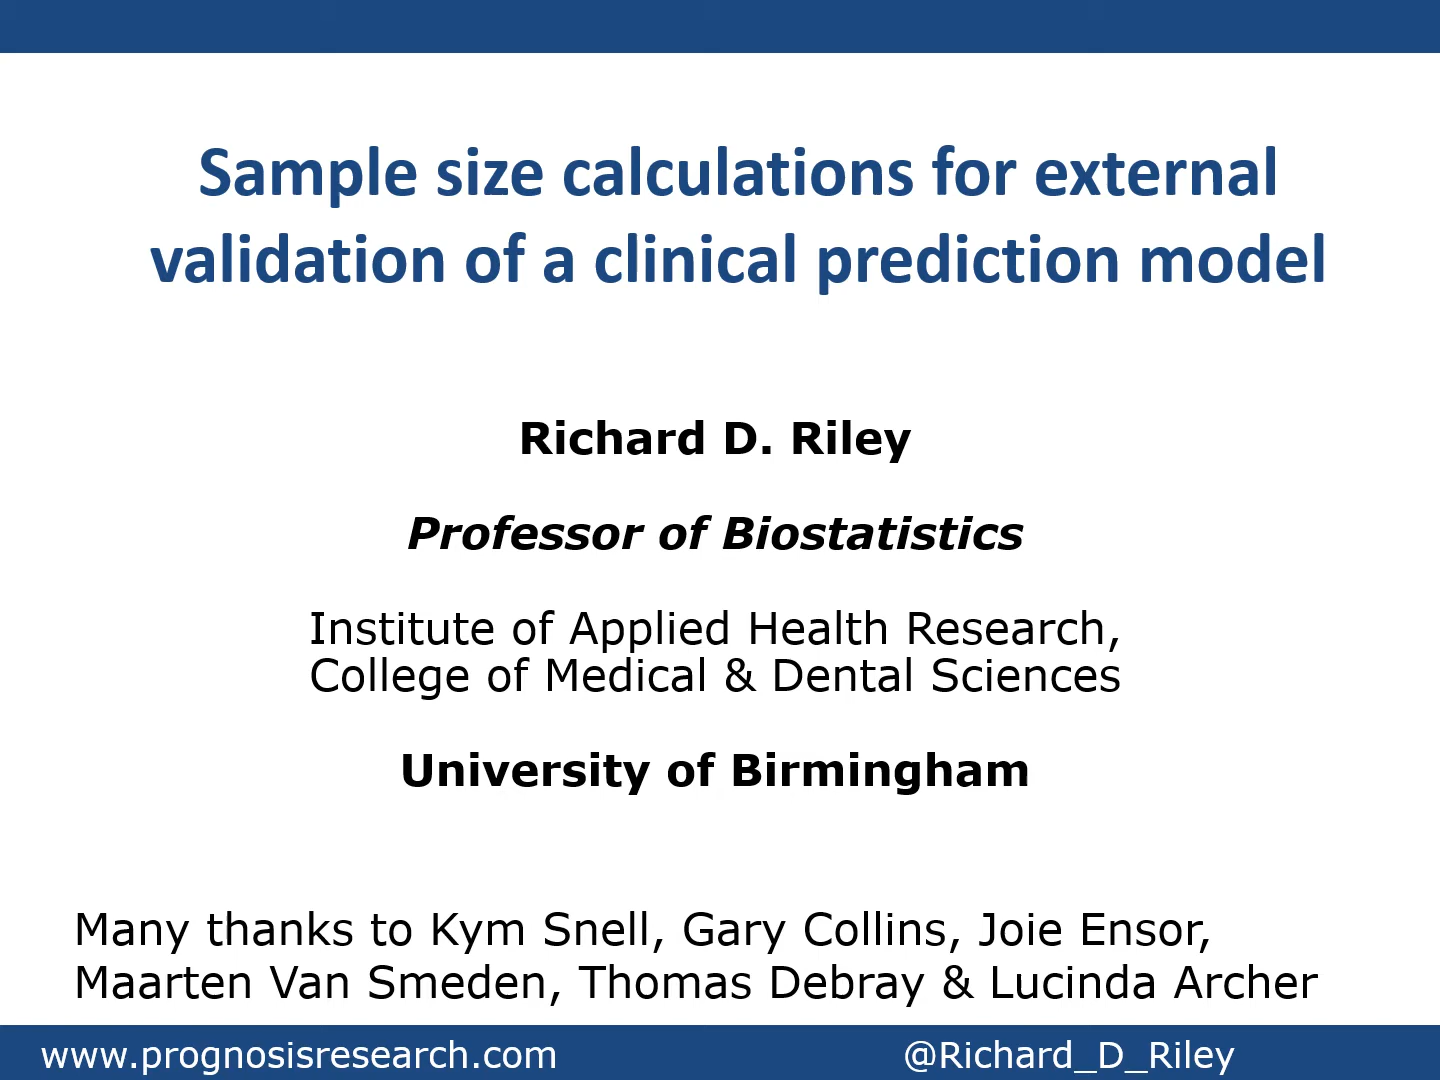 Sample size calculations for external
validation of a clinical prediction model
Richard D. Riley
Professor of Biostatistics
Institute of Applied Health Research,
College of Medical & Dental Sciences
University of Birmingham
Many thanks to Kym Snell, Gary Collins, Joie Ensor,
Maarten Van Smeden, Thomas Debray & Lucinda Archer
www.prognosisresearch.com @Richard_D_Riley